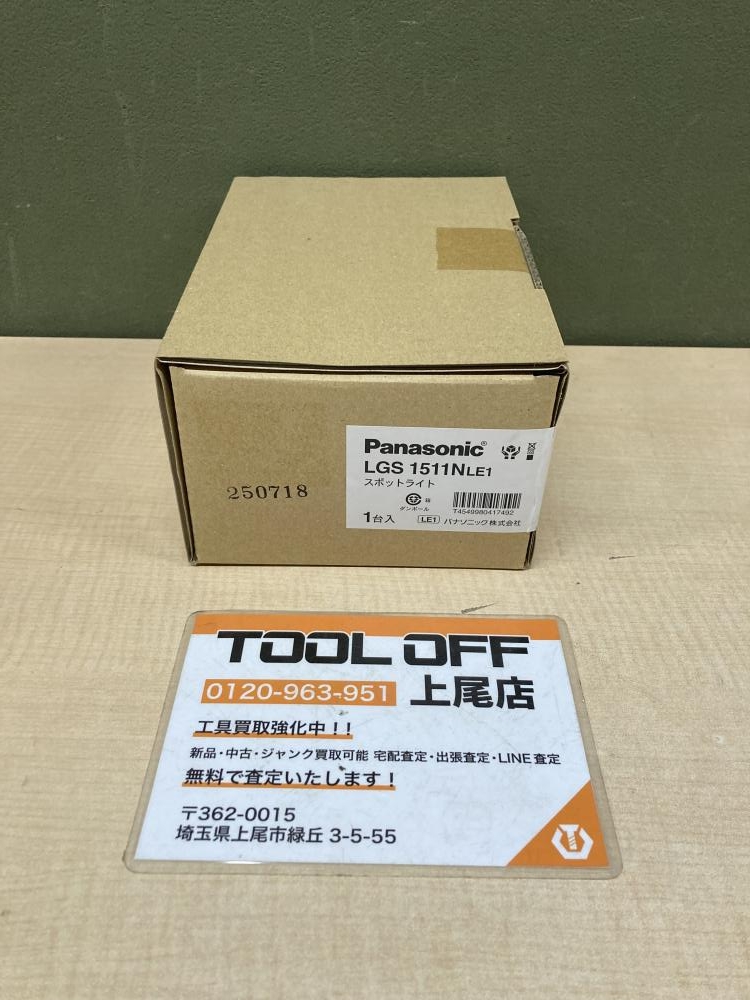 Panasonic®
LGS 1511NLE1
スポットライト
250718
箱
ダンボール
T4549980417492
1台入 LE1 パナソニック株式会社
TOOL OFF
0120-963-951 上尾店
工具買取強化中!!
新品・中古・ジャンク買取可能 宅配査定・出張査定・LINE査定
無料で査定いたします!
〒362-0015
埼玉県上尾市緑丘 3-5-55